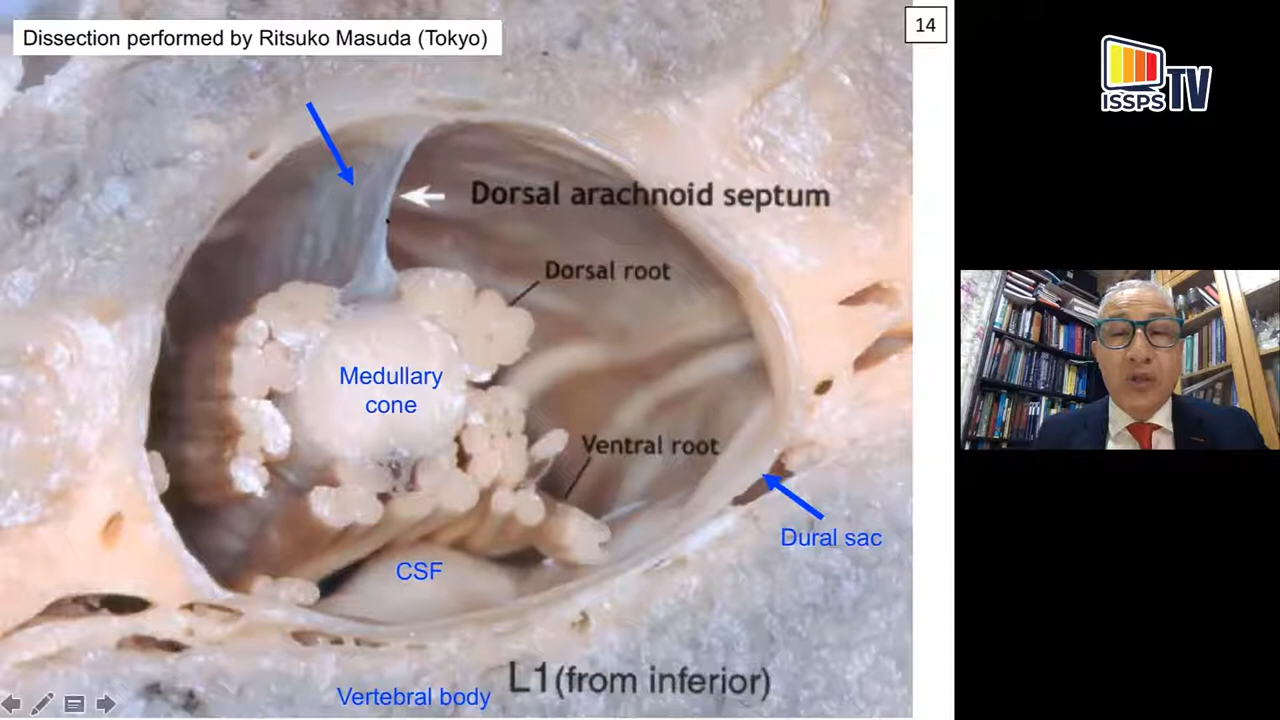 Dissection performed by Ritsuko Masuda (Tokyo)
14
ISSPS TV
Dorsal arachnoid septum
Dorsal root
Medullary
cone
Ventral root
Dural sac
CSF
L1 (from inferior)
Vertebral body